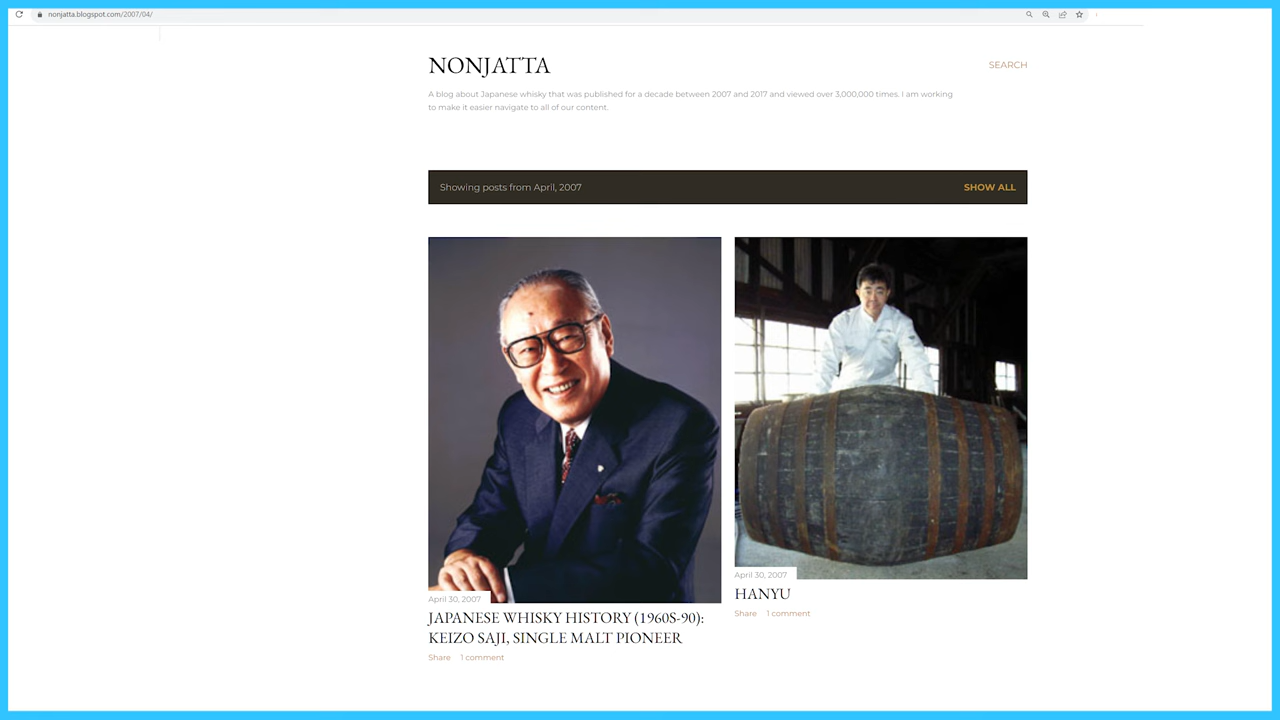 nonjatta.blogspot.com/2007/04/
NONJATTA
SEARCH
A blog about Japanese whisky that was published for a decade between 2007 and 2017 and viewed over 3,000,000 times. I am working
to make it easier navigate to all of our content.
Showing posts from April, 2007
SHOW ALL
April 30, 2007
JAPANESE WHISKY HISTORY (1960S-90):
KEIZO SAJI, SINGLE MALT PIONEER
Share 1 comment
April 30, 2007
HANYU
Share 1 comment